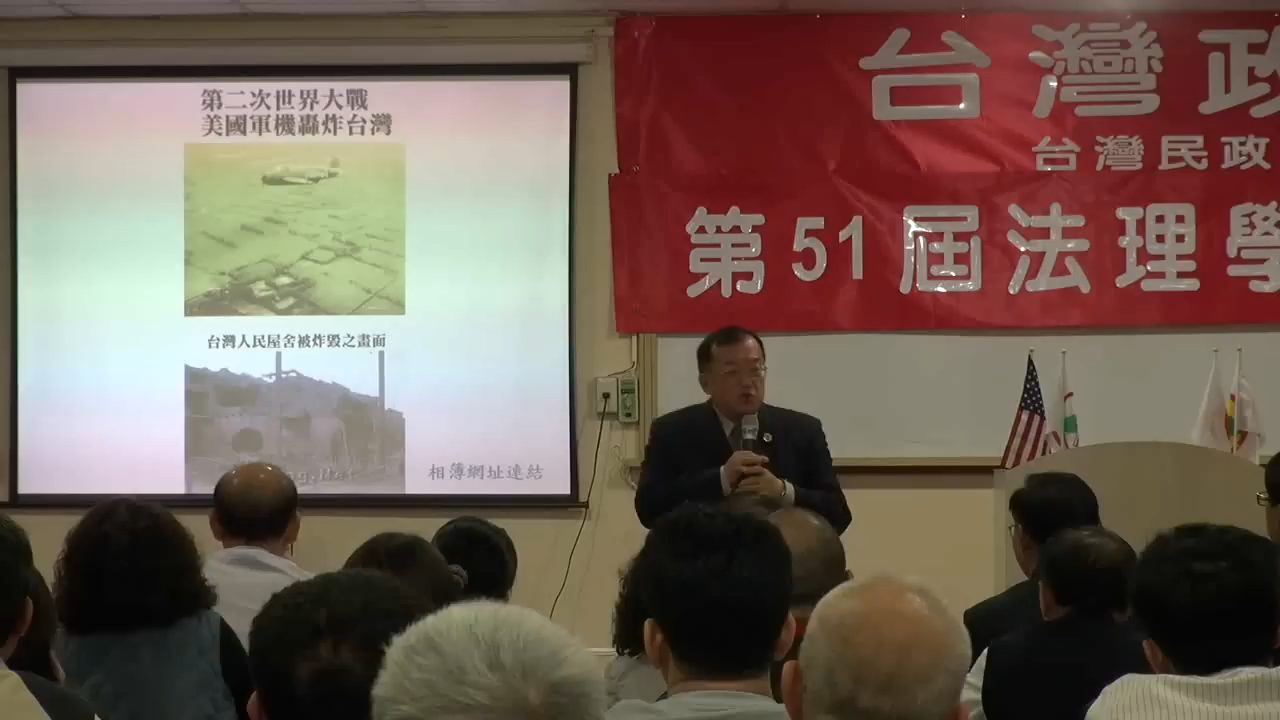 第二次世界大戰
美國軍機轟炸台灣
台灣人民屋舍被炸毀之畫面
相簿網址連結
台灣政
台灣民政
第51屆法理學